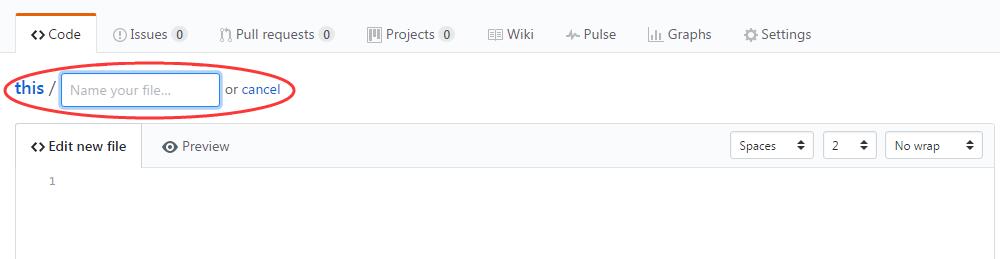 Code Issues 0 Pull requests 0 Projects 0 Wiki Pulse Graphs Settings
this / Name your file... or cancel
<> Edit new file Preview Spaces 2 No wrap
1